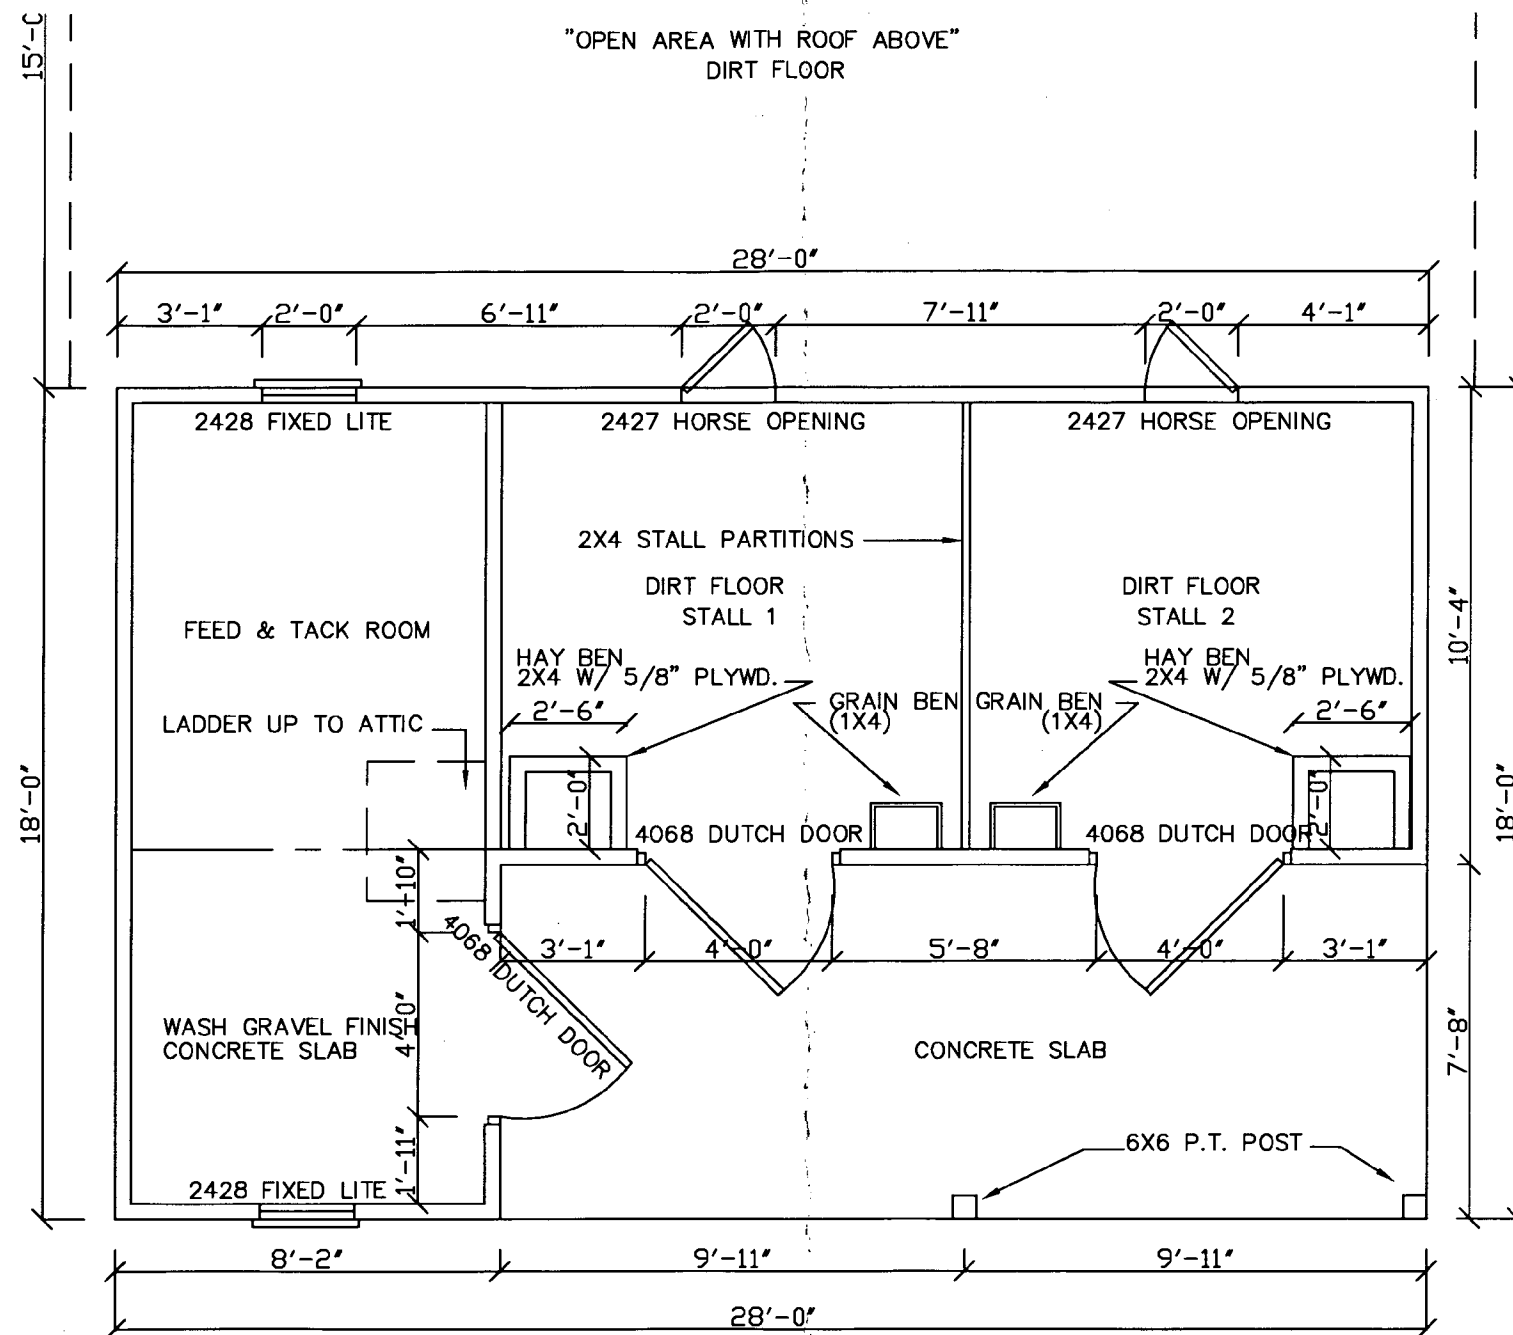 15'-0
"OPEN AREA WITH ROOF ABOVE"
DIRT FLOOR
28'-0"
3'-1"
2'-0"
6'-11"
2'-0"
7'-11"
2'-0"
4'-1"
2428 FIXED LITE
2427 HORSE OPENING
2427 HORSE OPENING
2X4 STALL PARTITIONS
DIRT FLOOR
STALL 1
DIRT FLOOR
STALL 2
FEED & TACK ROOM
HAY BEN
2X4 W/ 5/8" PLYWD.
HAY BEN
2X4 W/ 5/8" PLYWD.
10'-4"
GRAIN BEN
(1X4)
GRAIN BEN
(1X4)
2'-6"
2'-6"
LADDER UP TO ATTIC
18'-0"
18'-0"
2'-0"
2'-0"
4068 DUTCH DOOR
4068 DUTCH DOOR
1'-10"
4068 DUTCH DOOR
3'-1"
4'-0"
5'-8"
4'-0"
3'-1"
4'-0"
WASH GRAVEL FINISH
CONCRETE SLAB
CONCRETE SLAB
7'-8"
6X6 P.T. POST
1'-11"
2428 FIXED LITE
8'-2"
9'-11"
9'-11"
28'-0"